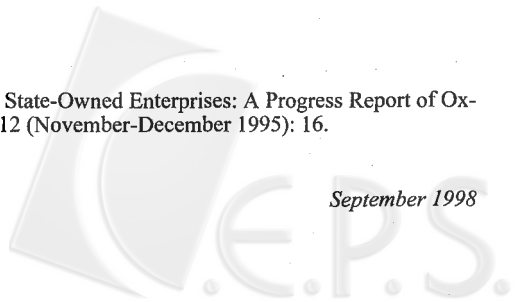 State-Owned Enterprises: A Progress Report of Ox-
12 (November-December 1995): 16.
September 1998
C.E.P.S.